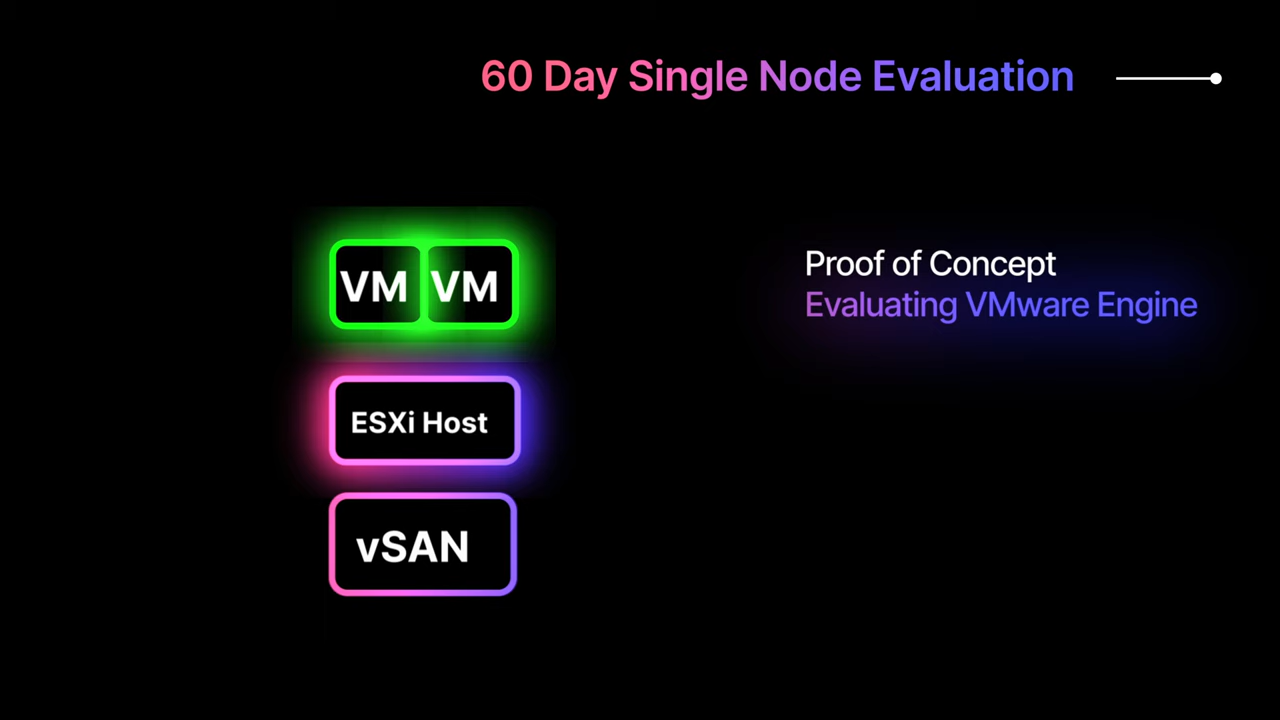 60 Day Single Node Evaluation
VM VM
Proof of Concept
Evaluating VMware Engine
ESXi Host
vSAN